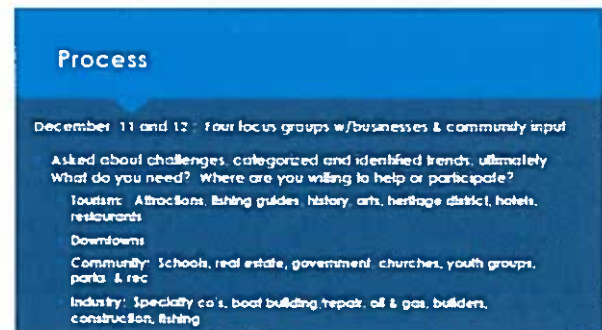 Process
December 11 and 12: Four focus groups w/businesses & community input
Asked about challenges, categorized and identified trends, ultimately
What do you need? Where are you willing to help or participate?
Tourism: Attractions, fishing guides, history, arts, heritage district, hotels,
restaurants
Downtowns
Community: Schools, real estate, government, churches, youth groups,
parks & rec
Industry: Specialty co's, boat building/repair, oil & gas, builders,
construction, fishing